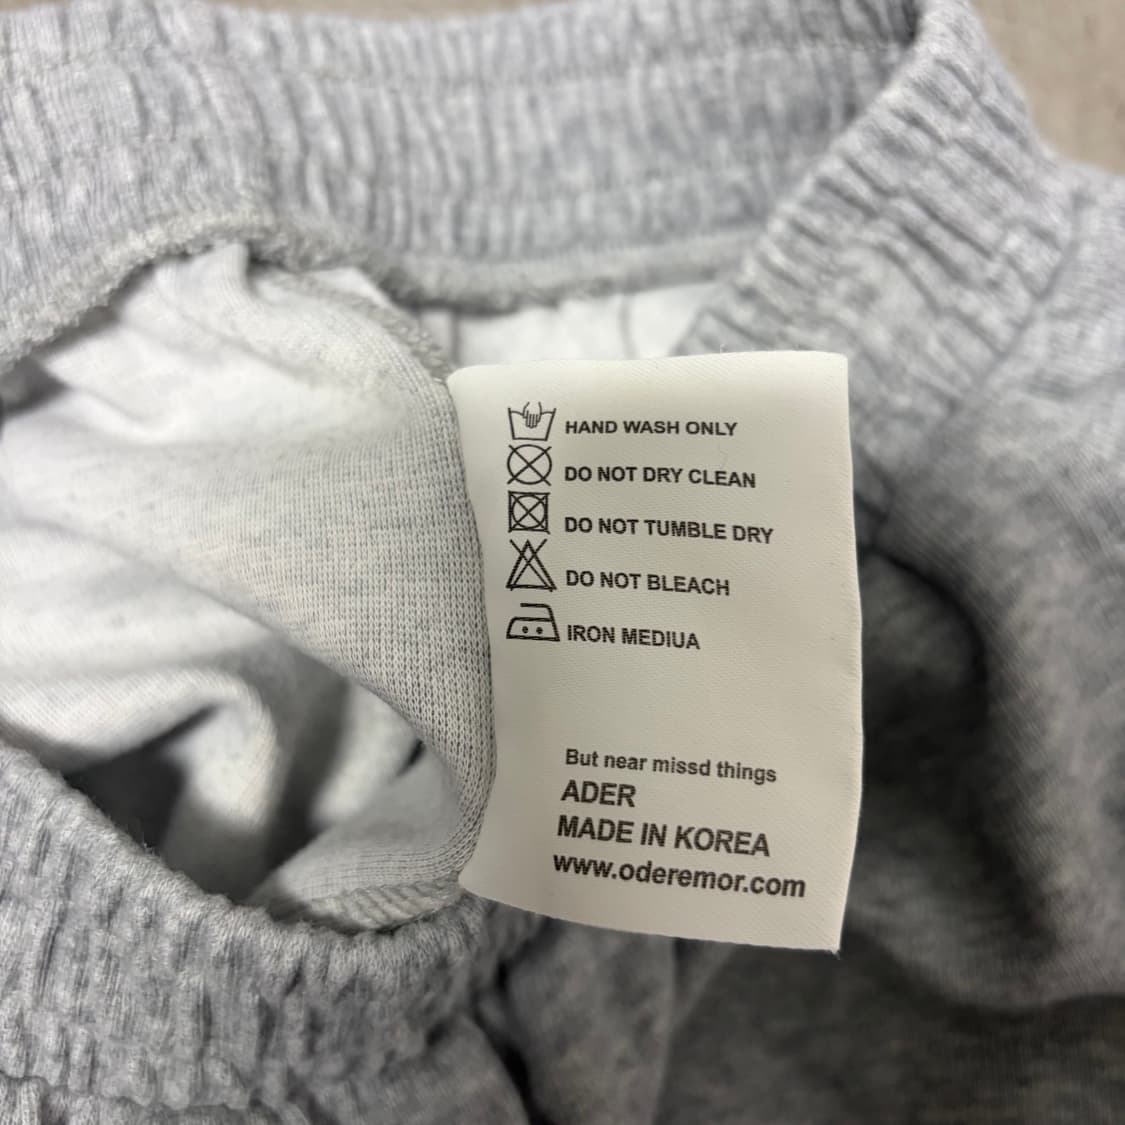 HAND WASH ONLY
DO NOT DRY CLEAN
DO NOT TUMBLE DRY
DO NOT BLEACH
IRON MEDIUA
But near missd things
ADER
MADE IN KOREA
www.oderemor.com